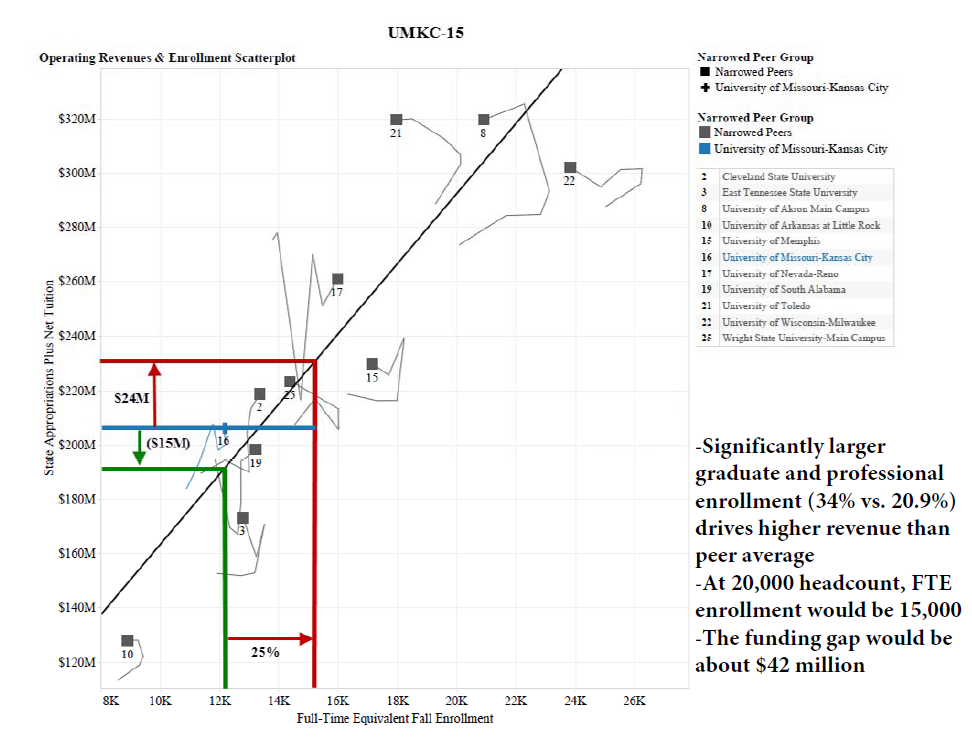 UMKC-15
Operating Revenues & Enrollment Scatterplot
Narrowed Peer Group
Narrowed Peers
University of Missouri-Kansas City
Narrowed Peer Group
Narrowed Peers
University of Missouri-Kansas City
2 Cleveland State University
3 East Tennessee State University
8 University of Akron Main Campus
10 University of Arkansas at Little Rock
15 University of Memphis
16 University of Missouri-Kansas City
17 University of Nevada-Reno
19 University of South Alabama
21 University of Toledo
22 University of Wisconsin-Milwaukee
25 Wright State University-Main Campus
State Appropriations Plus Net Tuition
$320M
$300M
$280M
$260M
$240M
$220M
$200M
$180M
$160M
$140M
$120M
21
8
22
17
15
25
2
$24M
($15M)
16
19
3
10
25%
8K 10K 12K 14K 16K 18K 20K 22K 24K 26K
Full-Time Equivalent Fall Enrollment
-Significantly larger
graduate and professional
enrollment (34% vs. 20.9%)
drives higher revenue than
peer average
-At 20,000 headcount, FTE
enrollment would be 15,000
-The funding gap would be
about $42 million